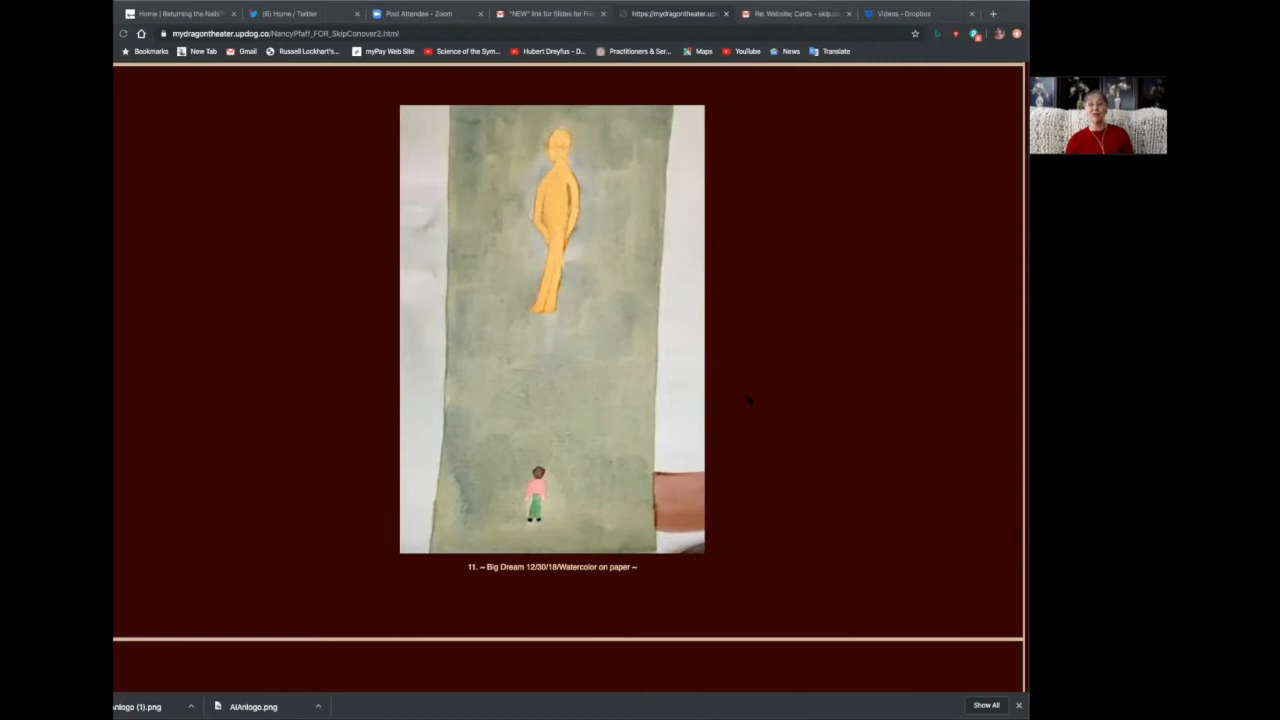 Home | Returning the Nails
(6) Home / Twitter
Post Attendee - Zoom
"NEW" link for Slides for Frie
https://mydragontheater.up
Re: Website; Cards - skip.c
Videos - Dropbox
mydragontheater.updog.co/NancyPfaff_FOR_SkipConover2.html
Bookmarks
New Tab
Gmail
Russell Lockhart's...
myPay Web Site
Science of the Sym...
Hubert Dreyfus - D...
Practitioners & Ser...
Maps
YouTube
News
Translate
11. ~ Big Dream 12/30/18/Watercolor on paper ~
Anlogo (1).png
AIAnlogo.png
Show All